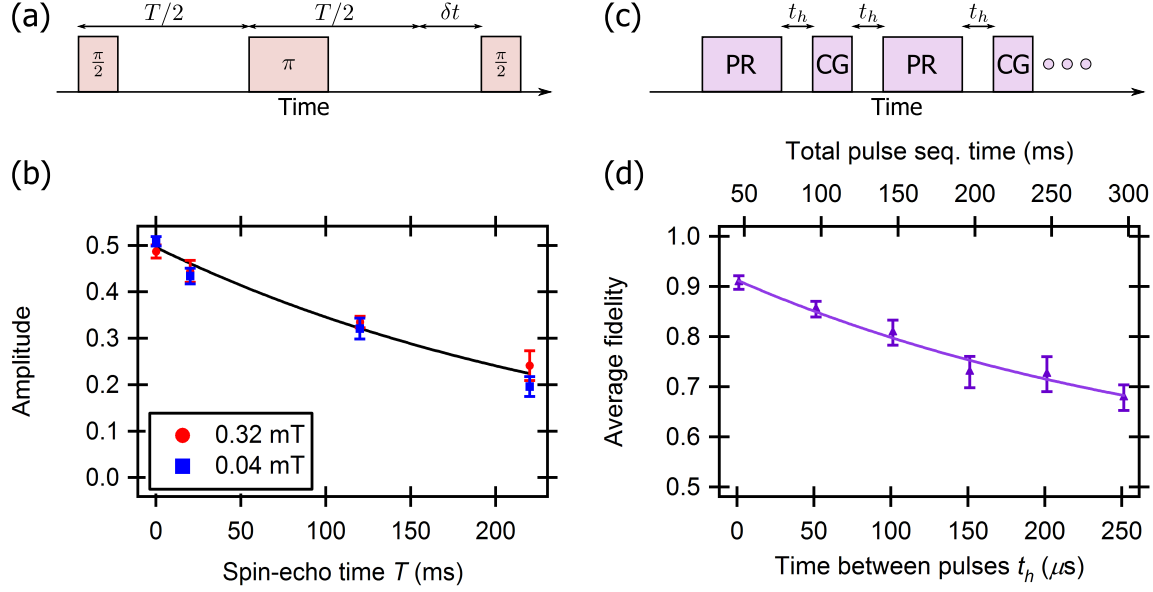 (a)
T/2
T/2
δt
π/2
π
π/2
Time
(c)
t_h
t_h
t_h
PR
CG
PR
CG
Time
(b)
0.5
0.4
0.3
0.2
0.1
0.0
Amplitude
0.32 mT
0.04 mT
0
50
100
150
200
Spin-echo time T (ms)
(d)
Total pulse seq. time (ms)
50
100
150
200
250
300
1.0
0.9
0.8
0.7
0.6
0.5
Average fidelity
0
50
100
150
200
250
Time between pulses t_h (μs)